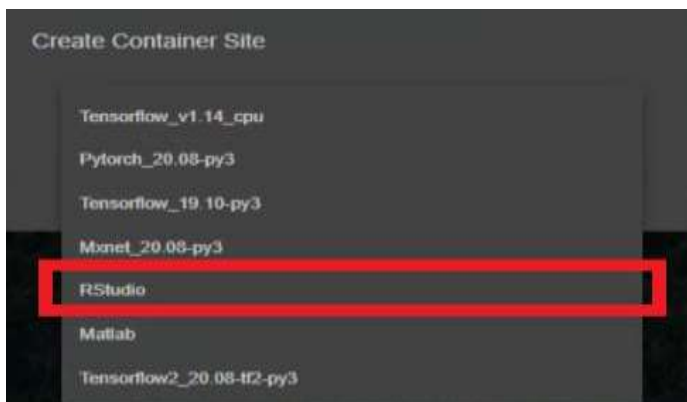 Create Container Site
Tensorflow_v1.14_cpu
Pytorch_20.08-py3
Tensorflow_19.10-py3
Mxnet_20.08-py3
RStudio
Matlab
Tensorflow2_20.08-tf2-py3